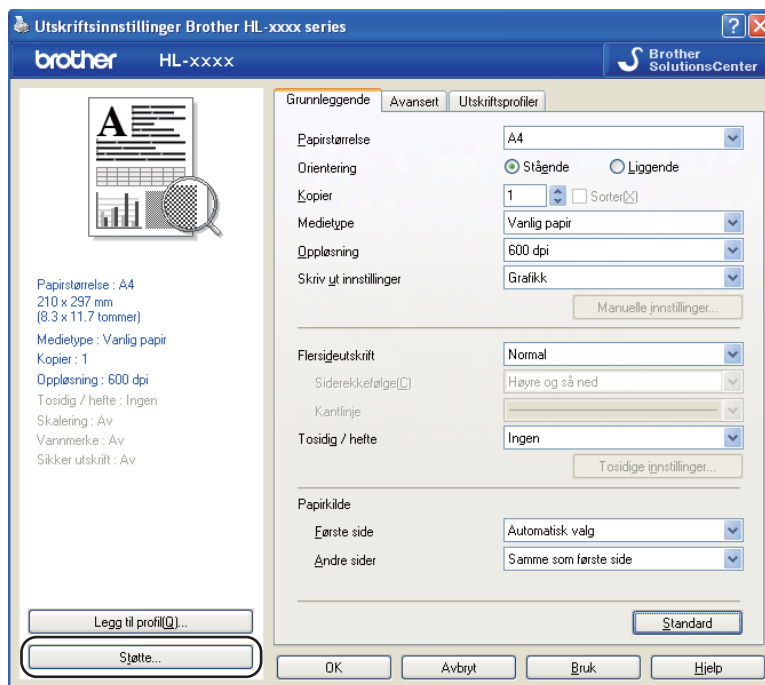 Utskriftsinnstillinger Brother HL-xxxx series
brother HL-xxxx
Brother
SolutionsCenter
A
Papirstørrelse : A4
210 x 297 mm
(8.3 x 11.7 tommer)
Medietype : Vanlig papir
Kopier : 1
Oppløsning : 600 dpi
Tosidig / hefte : Ingen
Skalering : Av
Vannmerke : Av
Sikker utskrift : Av
Legg til profil(Q)...
Støtte...
Grunnleggende Avansert Utskriftsprofiler
Papirstørrelse A4
Orientering Stående Liggende
Kopier 1 Sorter(X)
Medietype Vanlig papir
Oppløsning 600 dpi
Skriv ut innstillinger Grafikk
Manuelle innstillinger...
Flersideutskrift Normal
Siderekkefølge(C) Høyre og så ned
Kantlinje
Tosidig / hefte Ingen
Tosidige innstillinger...
Papirkilde
Første side Automatisk valg
Andre sider Samme som første side
Standard
OK Avbryt Bruk Hjelp